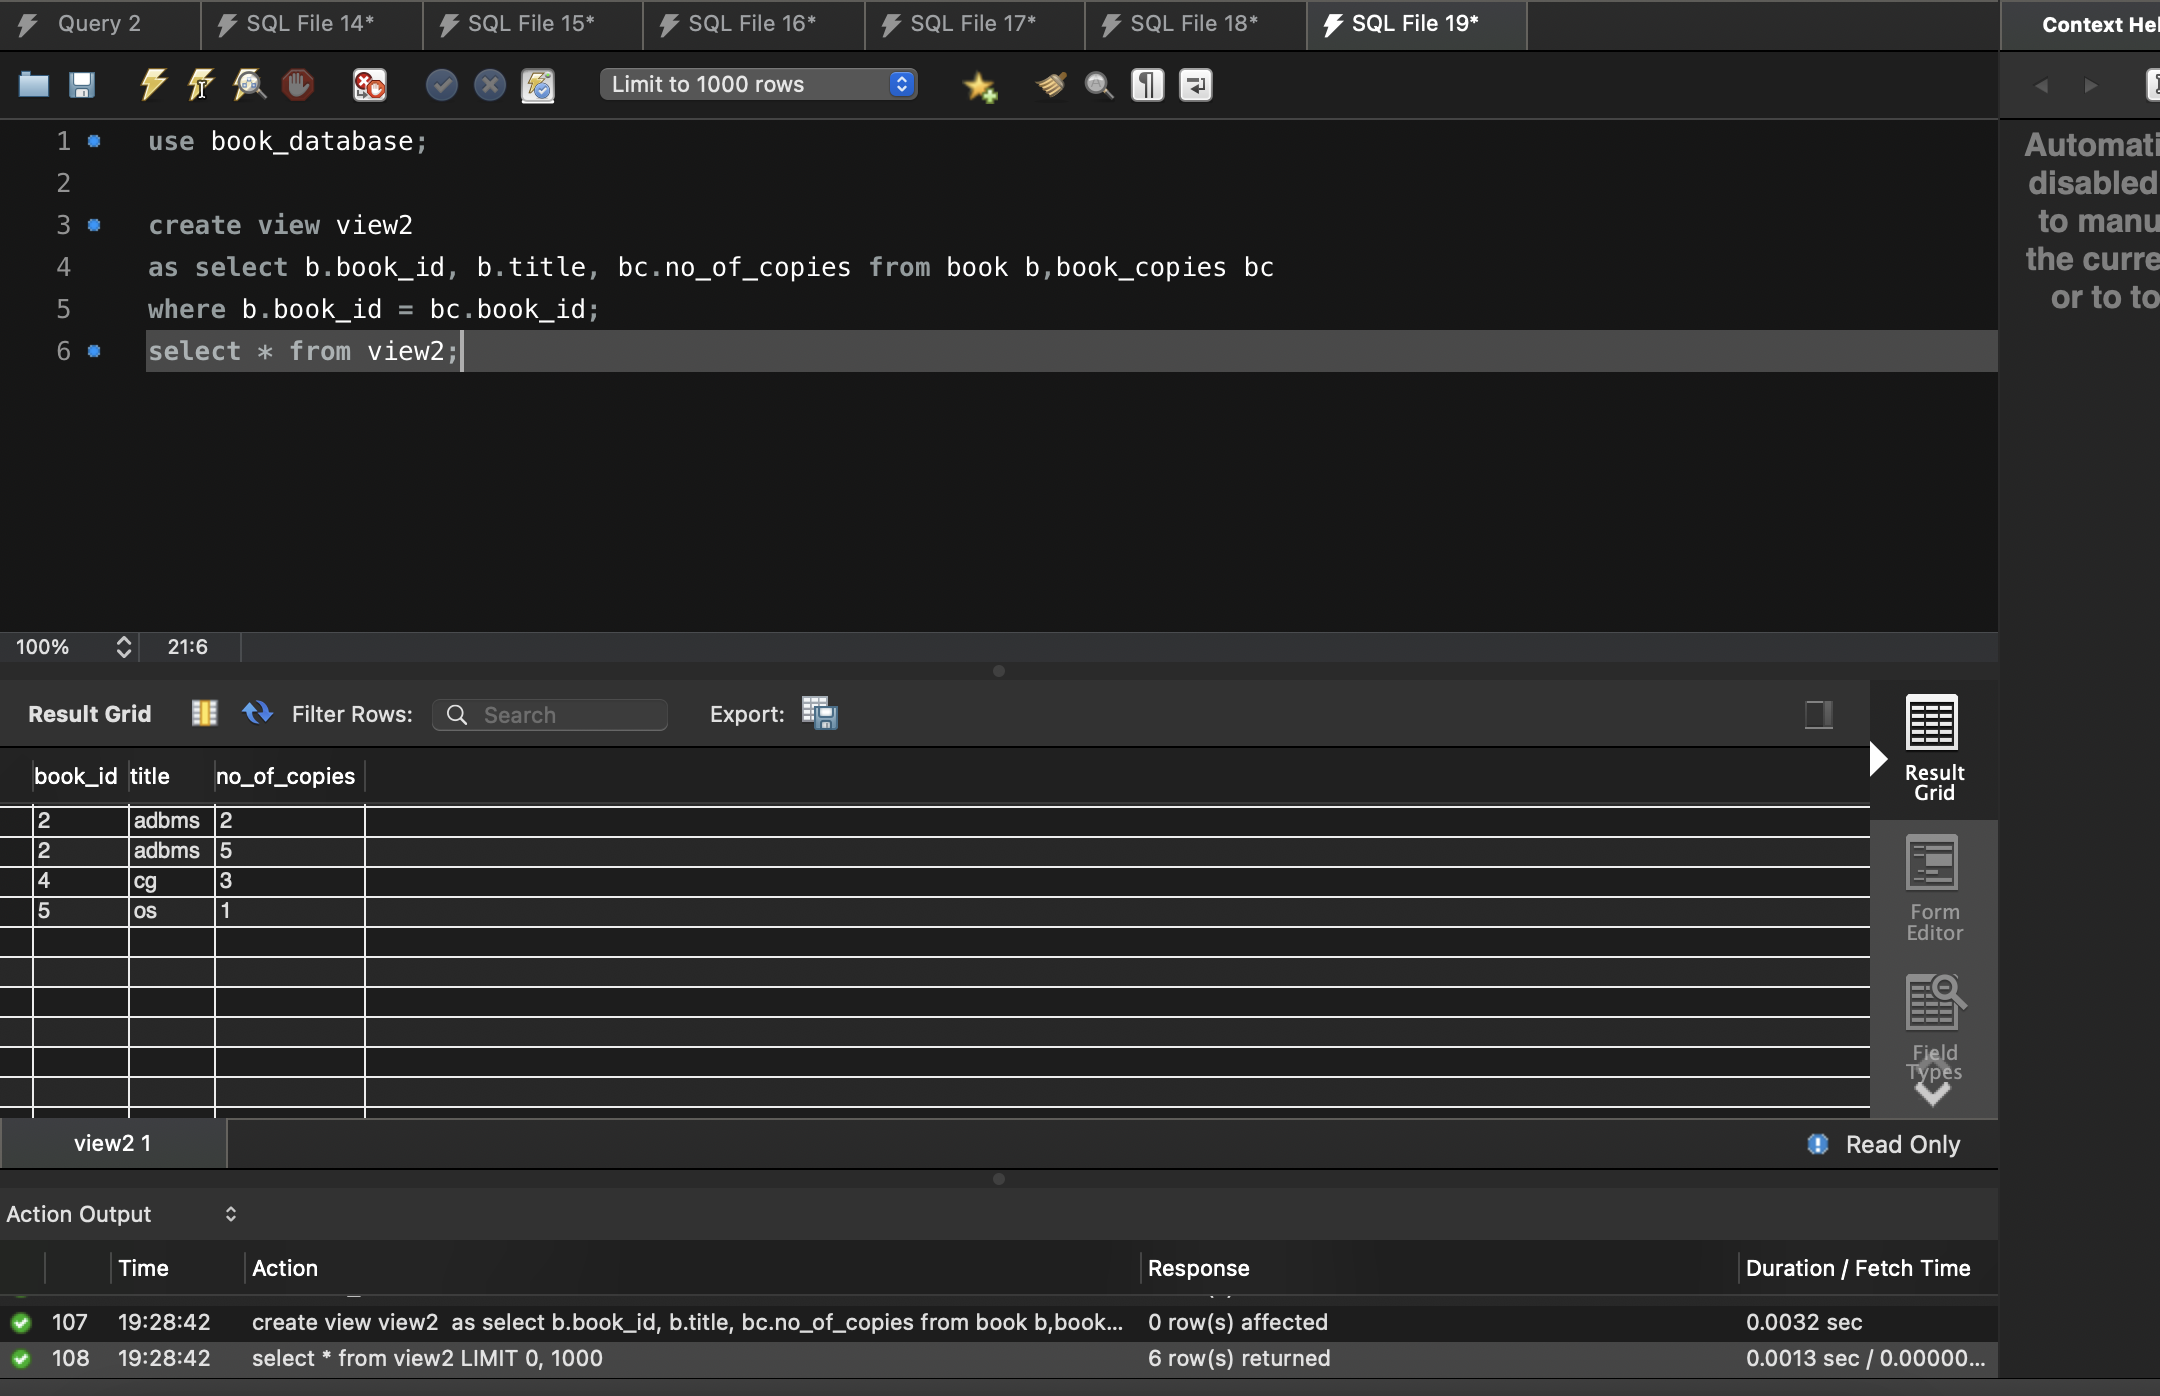 Query 2
SQL File 14*
SQL File 15*
SQL File 16*
SQL File 17*
SQL File 18*
SQL File 19*
Context Hel
Limit to 1000 rows
Automati
disabled
to manu
the curre
or to to
1 use book_database;
2
3 create view view2
4 as select b.book_id, b.title, bc.no_of_copies from book b,book_copies bc
5 where b.book_id = bc.book_id;
6 select * from view2;
100% 21:6
Result Grid Filter Rows: Search Export:
book_id title no_of_copies
2 adbms 2
2 adbms 5
4 cg 3
5 os 1
Result
Grid
Form
Editor
Field
Types
view2 1
Read Only
Action Output
Time Action Response Duration / Fetch Time
107 19:28:42 create view view2 as select b.book_id, b.title, bc.no_of_copies from book b,book... 0 row(s) affected 0.0032 sec
108 19:28:42 select * from view2 LIMIT 0, 1000 6 row(s) returned 0.0013 sec / 0.00000...